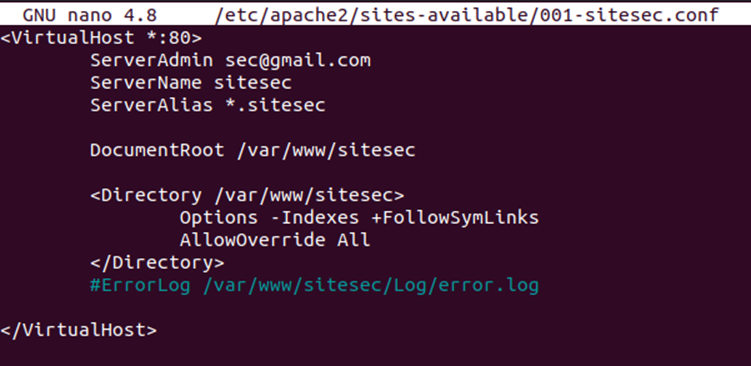 GNU nano 4.8 /etc/apache2/sites-available/001-sitesec.conf
<VirtualHost *:80>
ServerAdmin sec@gmail.com
ServerName sitesec
ServerAlias *.sitesec
DocumentRoot /var/www/sitesec
<Directory /var/www/sitesec>
Options -Indexes +FollowSymLinks
AllowOverride All
</Directory>
#ErrorLog /var/www/sitesec/Log/error.log
</VirtualHost>